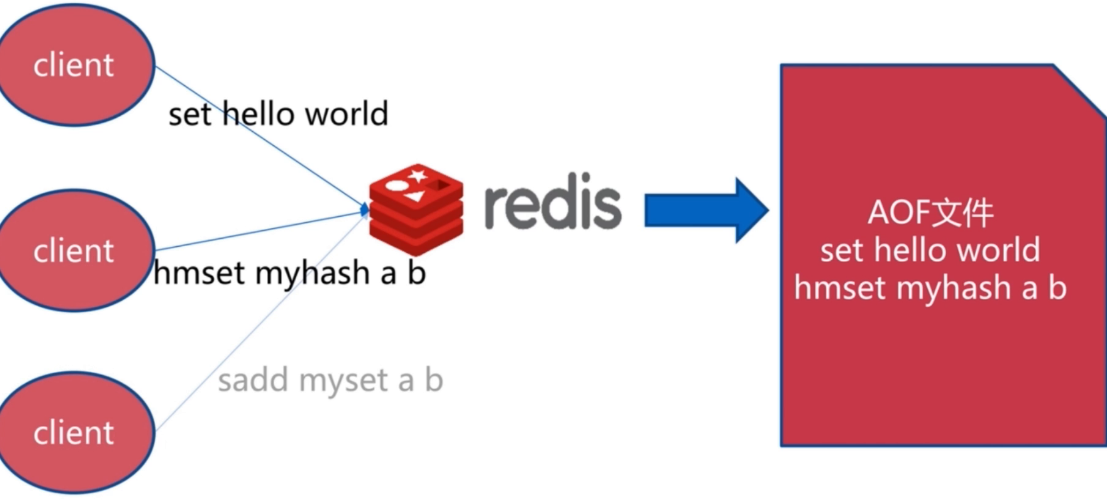 client
set hello world
client
hmset myhash a b
client
sadd myset a b
redis
AOF文件
set hello world
hmset myhash a b